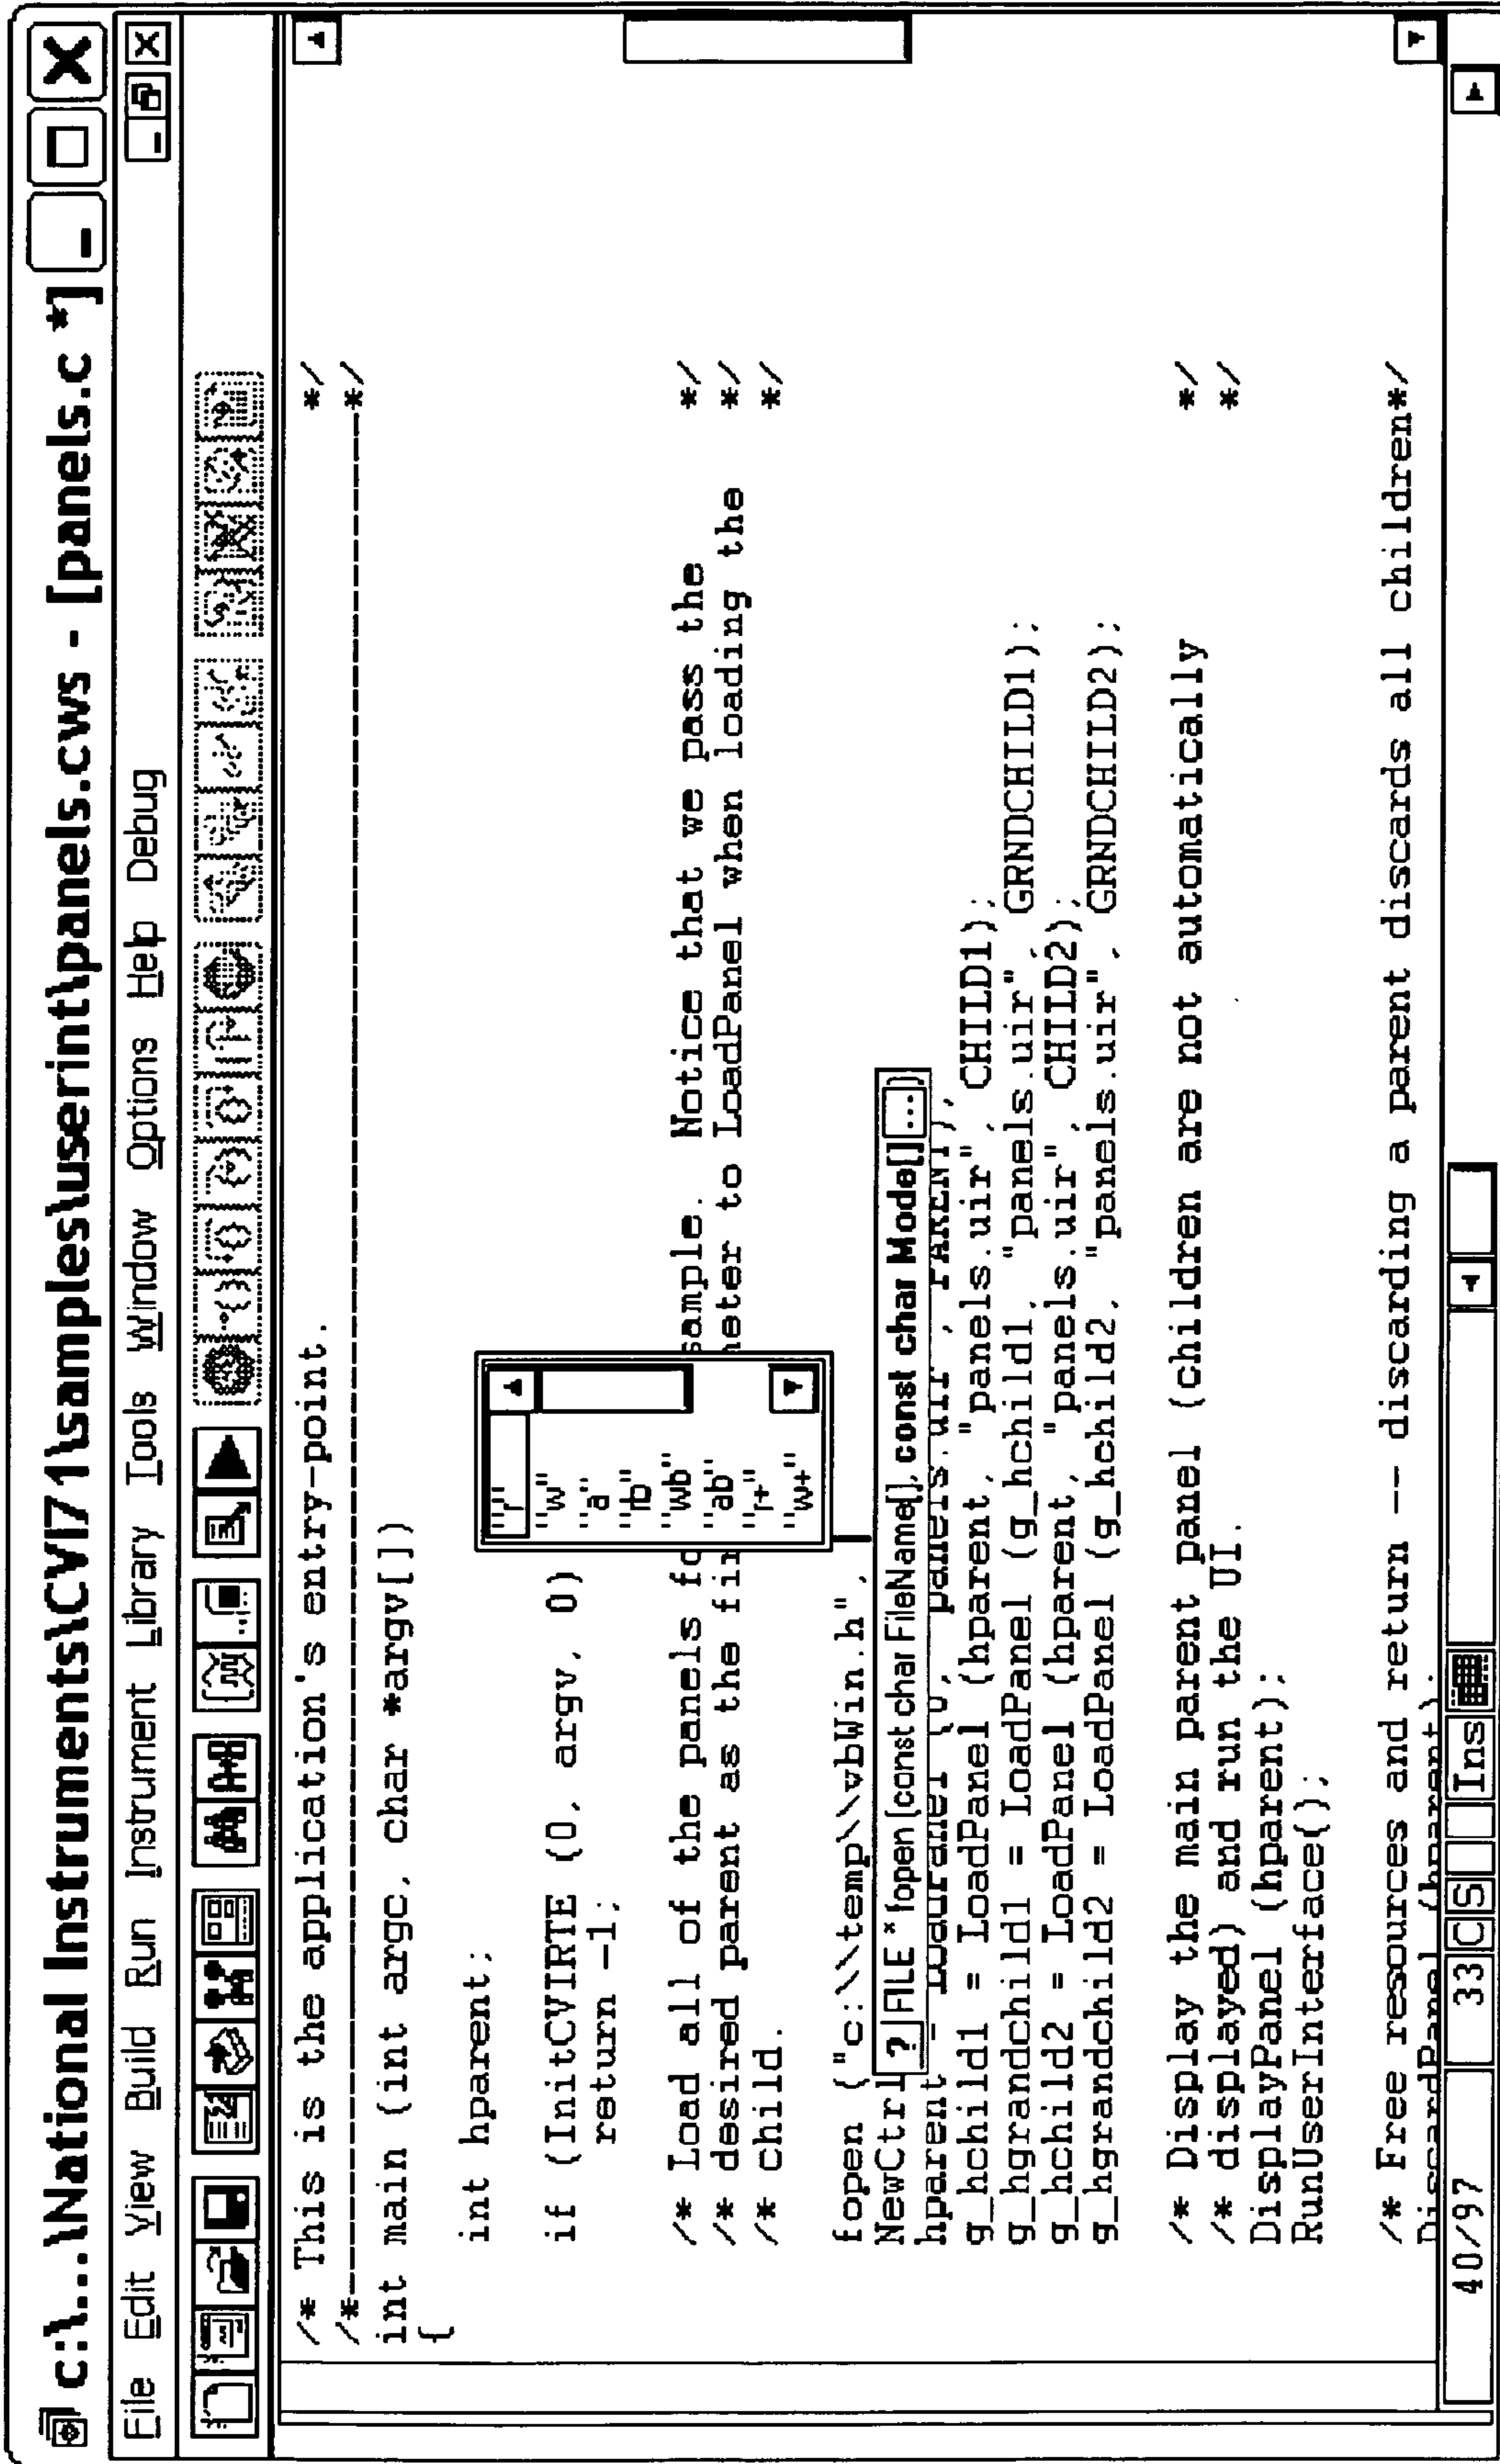 c:\...\National Instruments\CVI71\samples\userint\panels.cws - [panels.c *]
File Edit View Build Run Instrument Library Tools Window Options Help Debug
/* This is the application's entry-point. */
/*----------------------------------------------------------------*/
int main (int argc, char *argv[])
{
int hparent;
if (InitCVIRTE (0, argv, 0)
return -1;
/* Load all of the panels fo sample. Notice that we pass the */
/* desired parent as the fir meter to LoadPanel when loading the */
/* child. */
"r"
"w"
"a"
"rb"
"wb"
"ab"
"r+"
"w+"
fopen ("c:\\temp\\vbWin.h",
NewCtrl
? FILE * fopen (const char FileName[], const char Mode[] ... )
hparent = LoadPanel (0, "panels.uir", PARENT);
g_hchild1 = LoadPanel (hparent, "panels.uir", CHILD1);
g_hgrandchild1 = LoadPanel (g_hchild1, "panels.uir", GRNDCHILD1);
g_hchild2 = LoadPanel (hparent, "panels.uir", CHILD2);
g_hgrandchild2 = LoadPanel (g_hchild2, "panels.uir", GRNDCHILD2);
/* Display the main parent panel (children are not automatically */
/* displayed) and run the UI. */
DisplayPanel (hparent);
RunUserInterface();
/* Free resources and return -- discarding a parent discards all children*/
DiscardPanel (hparent);
40/97 33 C S Ins